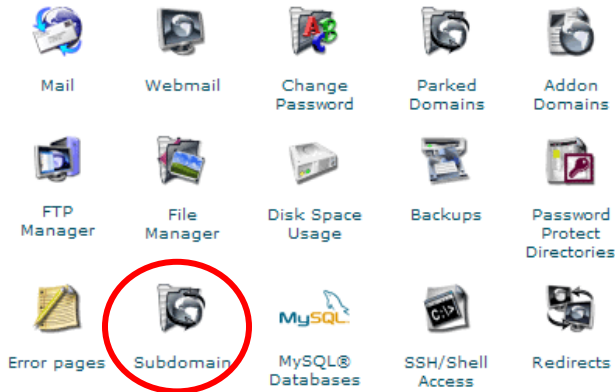 Mail Webmail Change Password Parked Domains Addon Domains
FTP Manager File Manager Disk Space Usage Backups Password Protect Directories
C:\>_
MySQL
Error pages Subdomain MySQL® Databases SSH/Shell Access Redirects